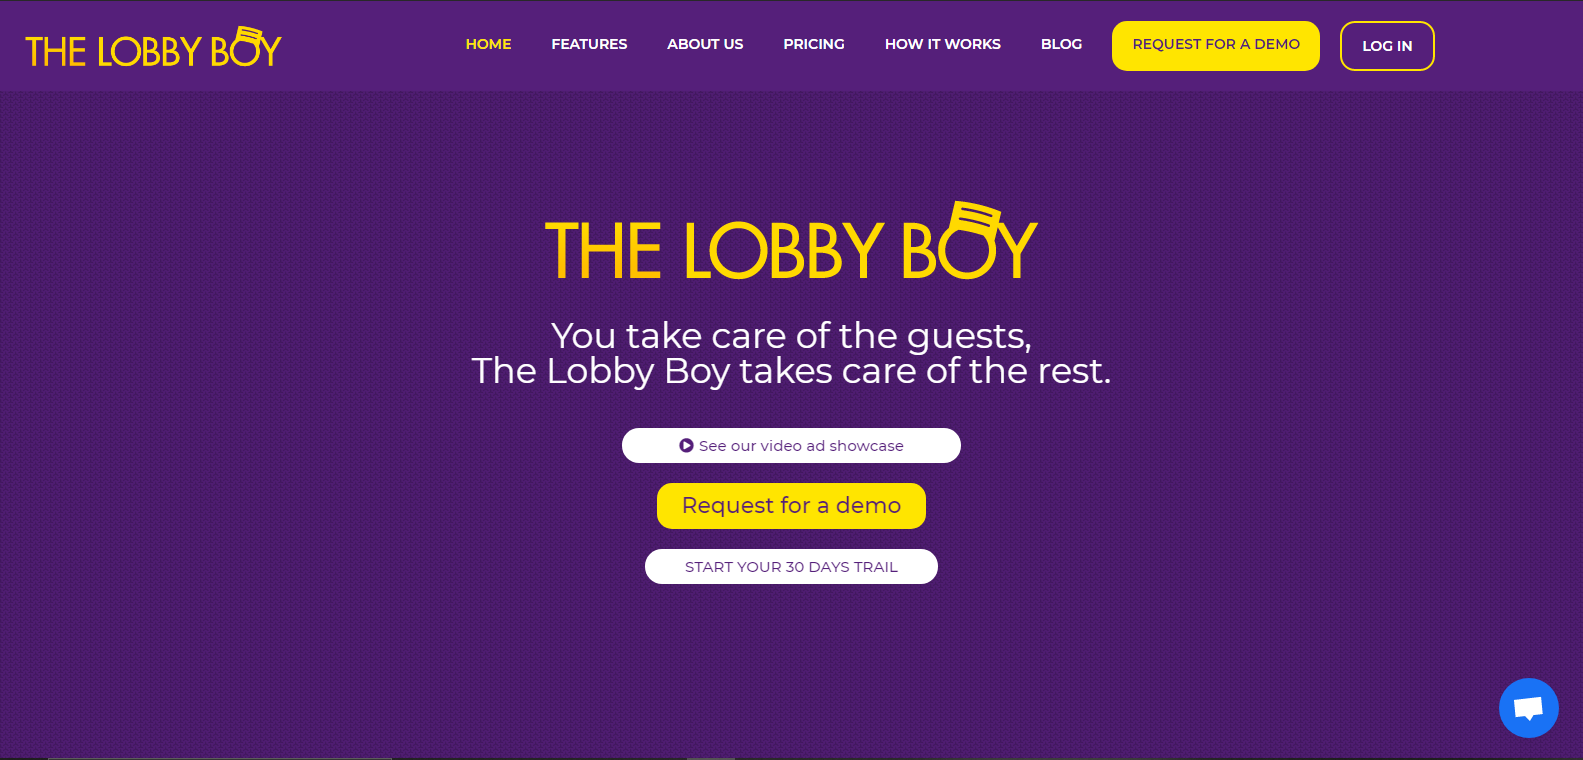 THE LOBBY BOY
HOME FEATURES ABOUT US PRICING HOW IT WORKS BLOG REQUEST FOR A DEMO LOG IN
THE LOBBY BOY
You take care of the guests,
The Lobby Boy takes care of the rest.
See our video ad showcase
Request for a demo
START YOUR 30 DAYS TRAIL